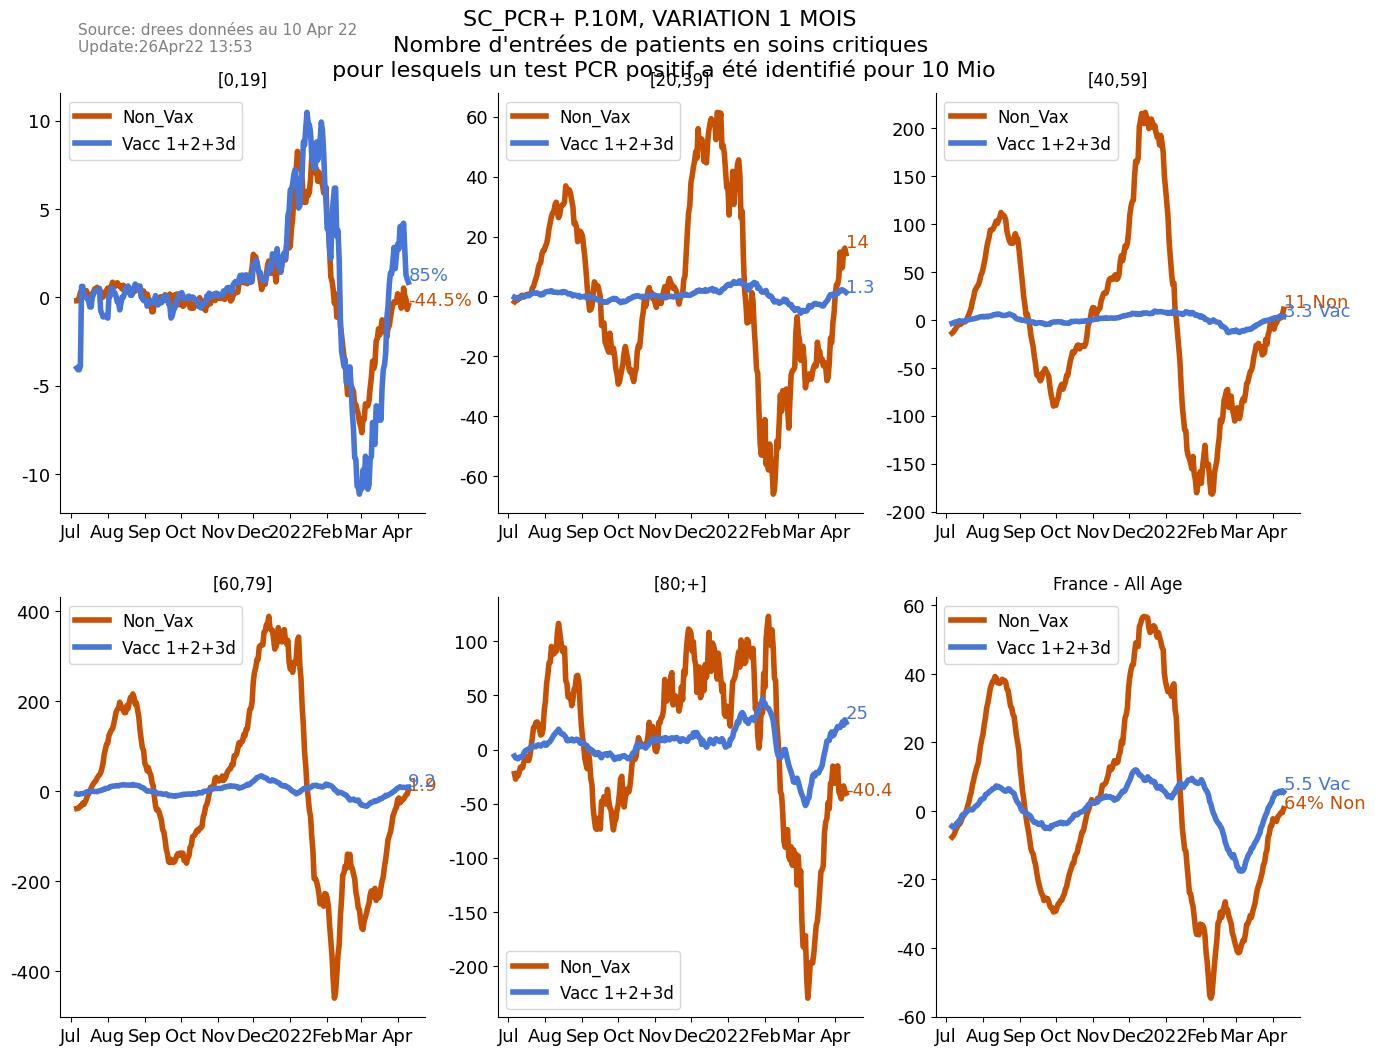 Source: drees données au 10 Apr 22
Update:26Apr22 13:53
SC_PCR+ P.10M, VARIATION 1 MOIS
Nombre d'entrées de patients en soins critiques
pour lesquels un test PCR positif a été identifié pour 10 Mio
[0,19]
Non_Vax
Vacc 1+2+3d
10
5
0
-5
-10
85%
-44.5%
Jul Aug Sep Oct Nov Dec 2022 Feb Mar Apr
[20,39]
Non_Vax
Vacc 1+2+3d
60
40
20
0
-20
-40
-60
14
1.3
Jul Aug Sep Oct Nov Dec 2022 Feb Mar Apr
[40,59]
Non_Vax
Vacc 1+2+3d
200
150
100
50
0
-50
-100
-150
-200
11 Non
3.3 Vac
Jul Aug Sep Oct Nov Dec 2022 Feb Mar Apr
[60,79]
Non_Vax
Vacc 1+2+3d
400
200
0
-200
-400
9.2
1.9
Jul Aug Sep Oct Nov Dec 2022 Feb Mar Apr
[80;+]
100
50
0
-50
-100
-150
-200
25
-40.4
Non_Vax
Vacc 1+2+3d
Jul Aug Sep Oct Nov Dec 2022 Feb Mar Apr
France - All Age
Non_Vax
Vacc 1+2+3d
60
40
20
0
-20
-40
-60
5.5 Vac
64% Non
Jul Aug Sep Oct Nov Dec 2022 Feb Mar Apr